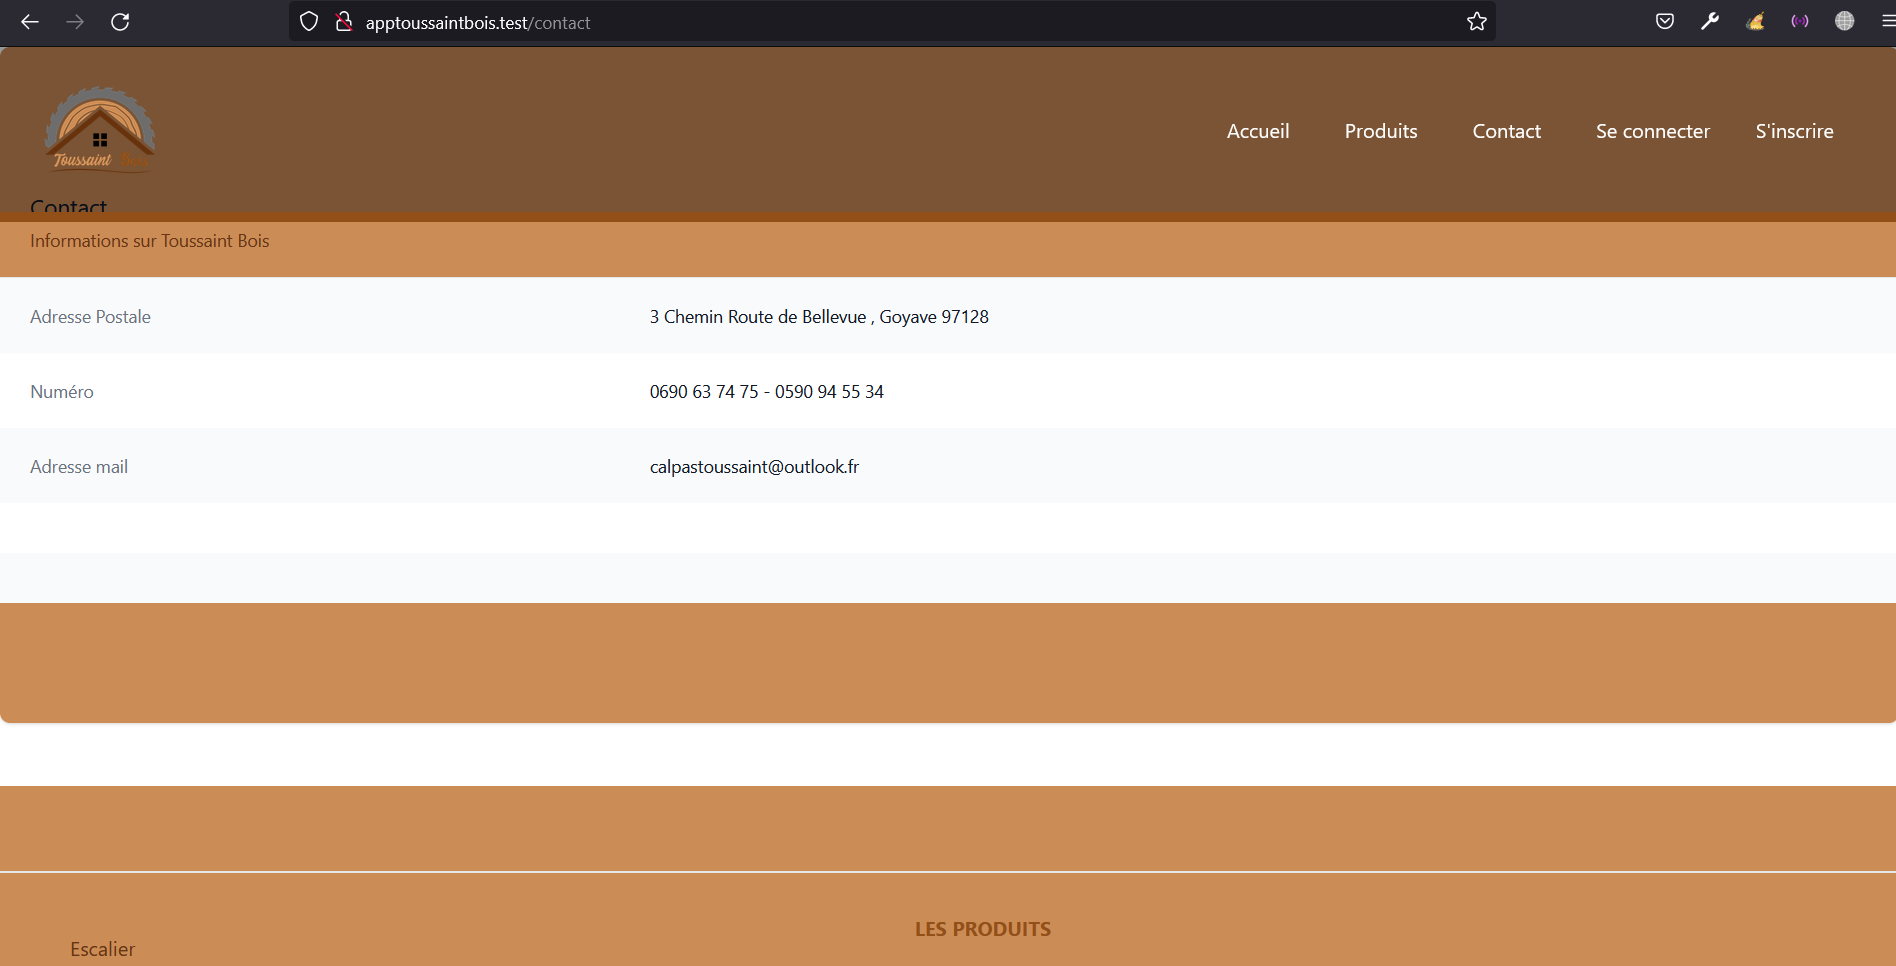 apptoussaintbois.test/contact
Toussaint Bois
Accueil Produits Contact Se connecter S'inscrire
Contact
Informations sur Toussaint Bois
Adresse Postale 3 Chemin Route de Bellevue , Goyave 97128
Numéro 0690 63 74 75 - 0590 94 55 34
Adresse mail calpastoussaint@outlook.fr
LES PRODUITS
Escalier